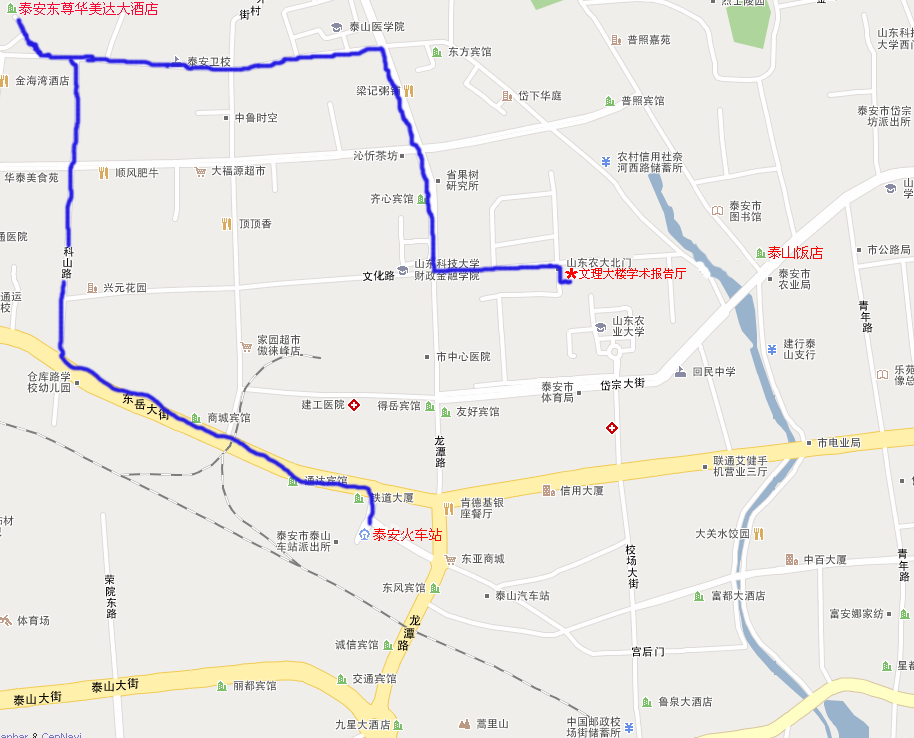 泰安东尊华美达大酒店
街
村
泰山医学院
东方宾馆
普照嘉苑
山东科技
大学西门
金海湾酒店
泰安卫校
梁记粥铺
岱下华庭
普照宾馆
泰安市岱宗
坊派出所
中鲁时空
沁忻茶坊
农村信用社奈
河西路储蓄所
华泰美食苑
顺风肥牛
大福源超市
省果树
研究所
齐心宾馆
泰安市
图书馆
顶顶香
通医院
科山路
泰山饭店
市公路局
山东科技大学
财政金融学院
文化路
山东农大北门
文理大楼学术报告厅
泰安市
农业局
兴元花园
通运
校
青年路
山东农
业大学
家园超市
傲徕峰店
市中心医院
建行泰
山支行
仓库路学
校幼儿园
回民中学
乐苑
像总
泰安市
体育局
岱宗大街
东岳大街
商城宾馆
建工医院
得岳宾馆
友好宾馆
龙潭路
市电业局
联通艾健手
机营业三厅
通达宾馆
铁道大厦
肯德基银
座餐厅
信用大厦
泰安市泰山
车站派出所
泰安火车站
大关水饺园
东亚商城
校场大街
中百大厦
青年路
荣院东路
东风宾馆
泰山汽车站
富都大酒店
体育场
富安娜家纺
龙潭路
诚信宾馆
宫后门
星都
泰山大街
泰山大街
丽都宾馆
交通宾馆
鲁泉大酒店
九星大酒店
蒿里山
中国邮政校
场街储蓄所